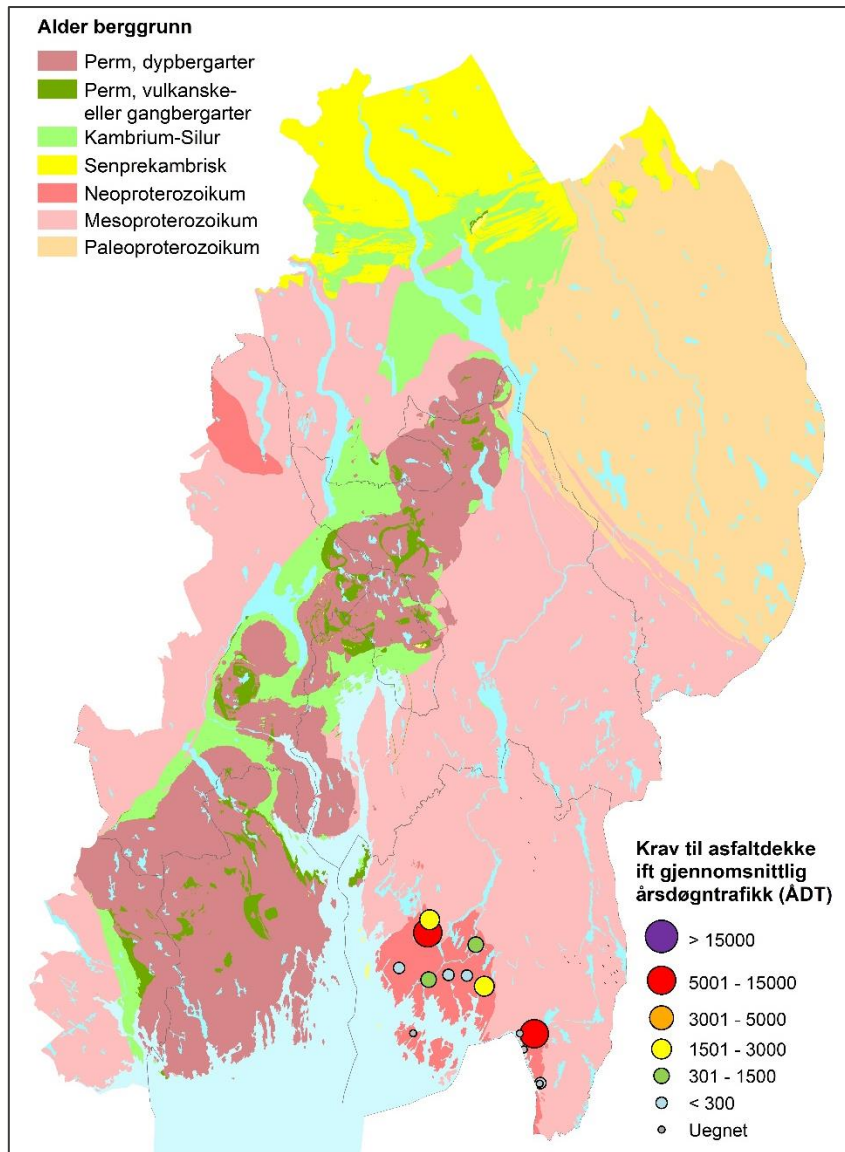 Alder berggrunn
Perm, dypbergarter
Perm, vulkanske-
eller gangbergarter
Kambrium-Silur
Senprekambrisk
Neoproterozoikum
Mesoproterozoikum
Paleoproterozoikum
Krav til asfaltdekke
ift gjennomsnittlig
årsdøgntrafikk (ÅDT)
> 15000
5001 - 15000
3001 - 5000
1501 - 3000
301 - 1500
< 300
Uegnet